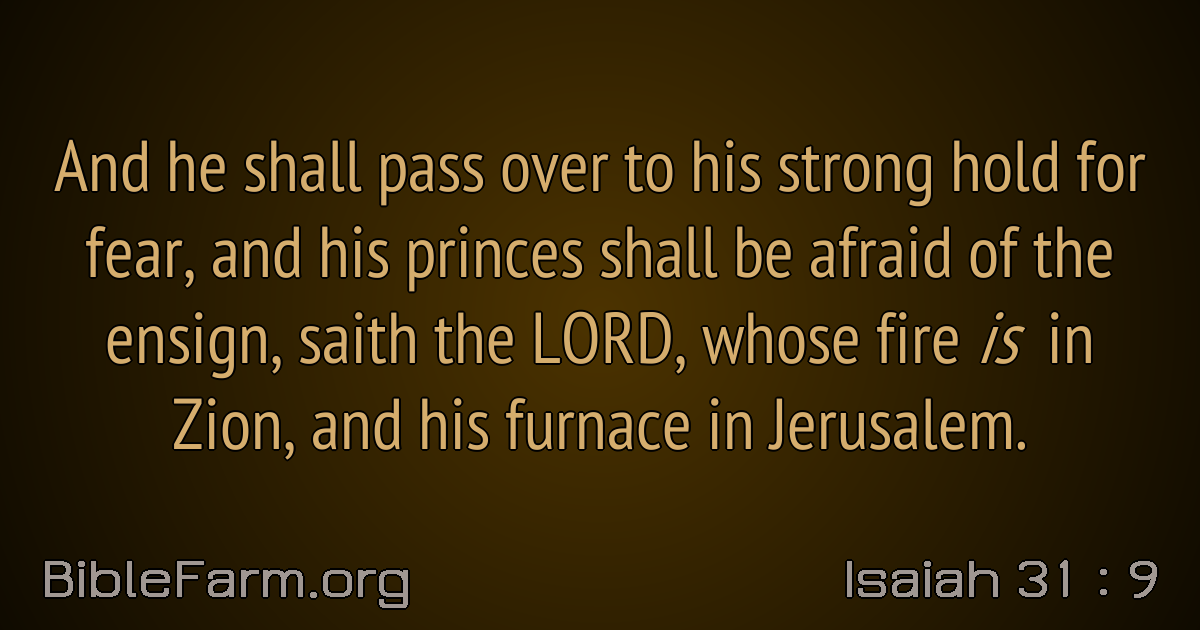 And he shall pass over to his strong hold for
fear, and his princes shall be afraid of the
ensign, saith the LORD, whose fire is in
Zion, and his furnace in Jerusalem.
BibleFarm.org
Isaiah 31 : 9